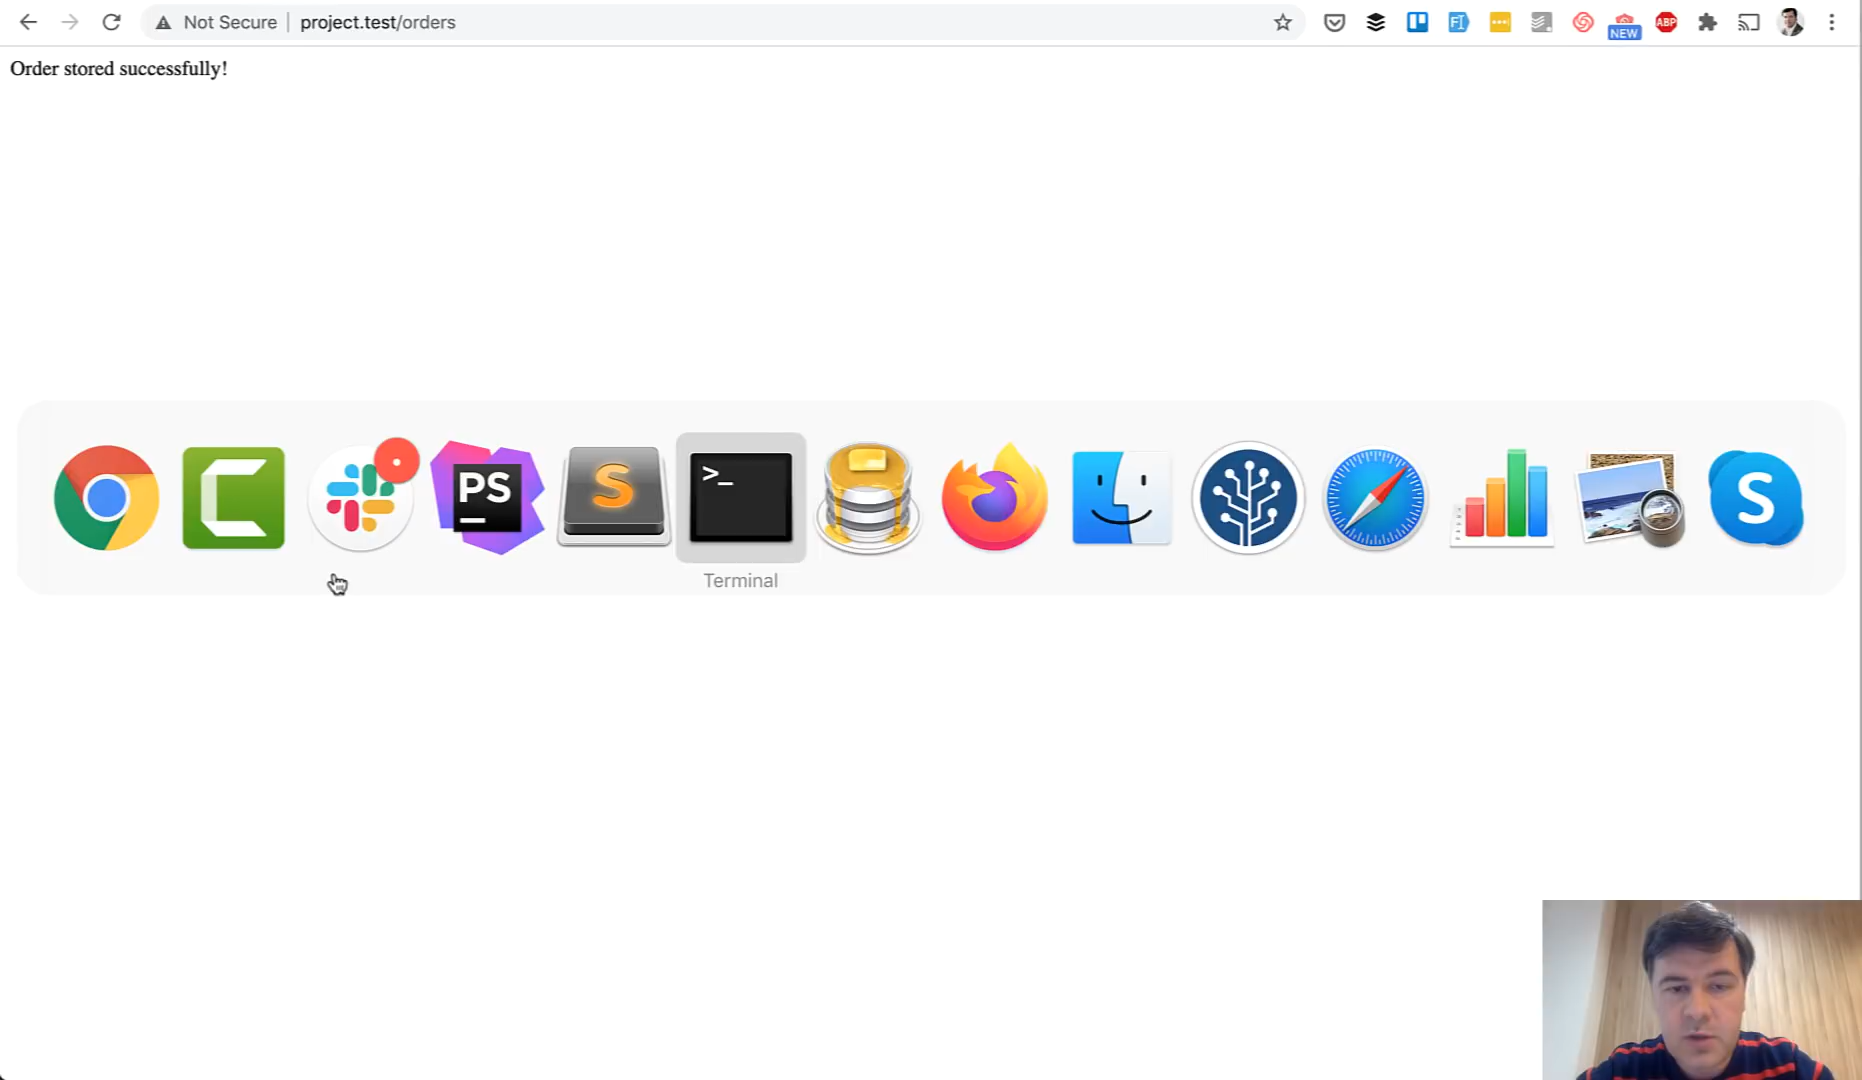 Not Secure | project.test/orders
NEW
ABP
Order stored successfully!
PS
S
>_
S
Terminal